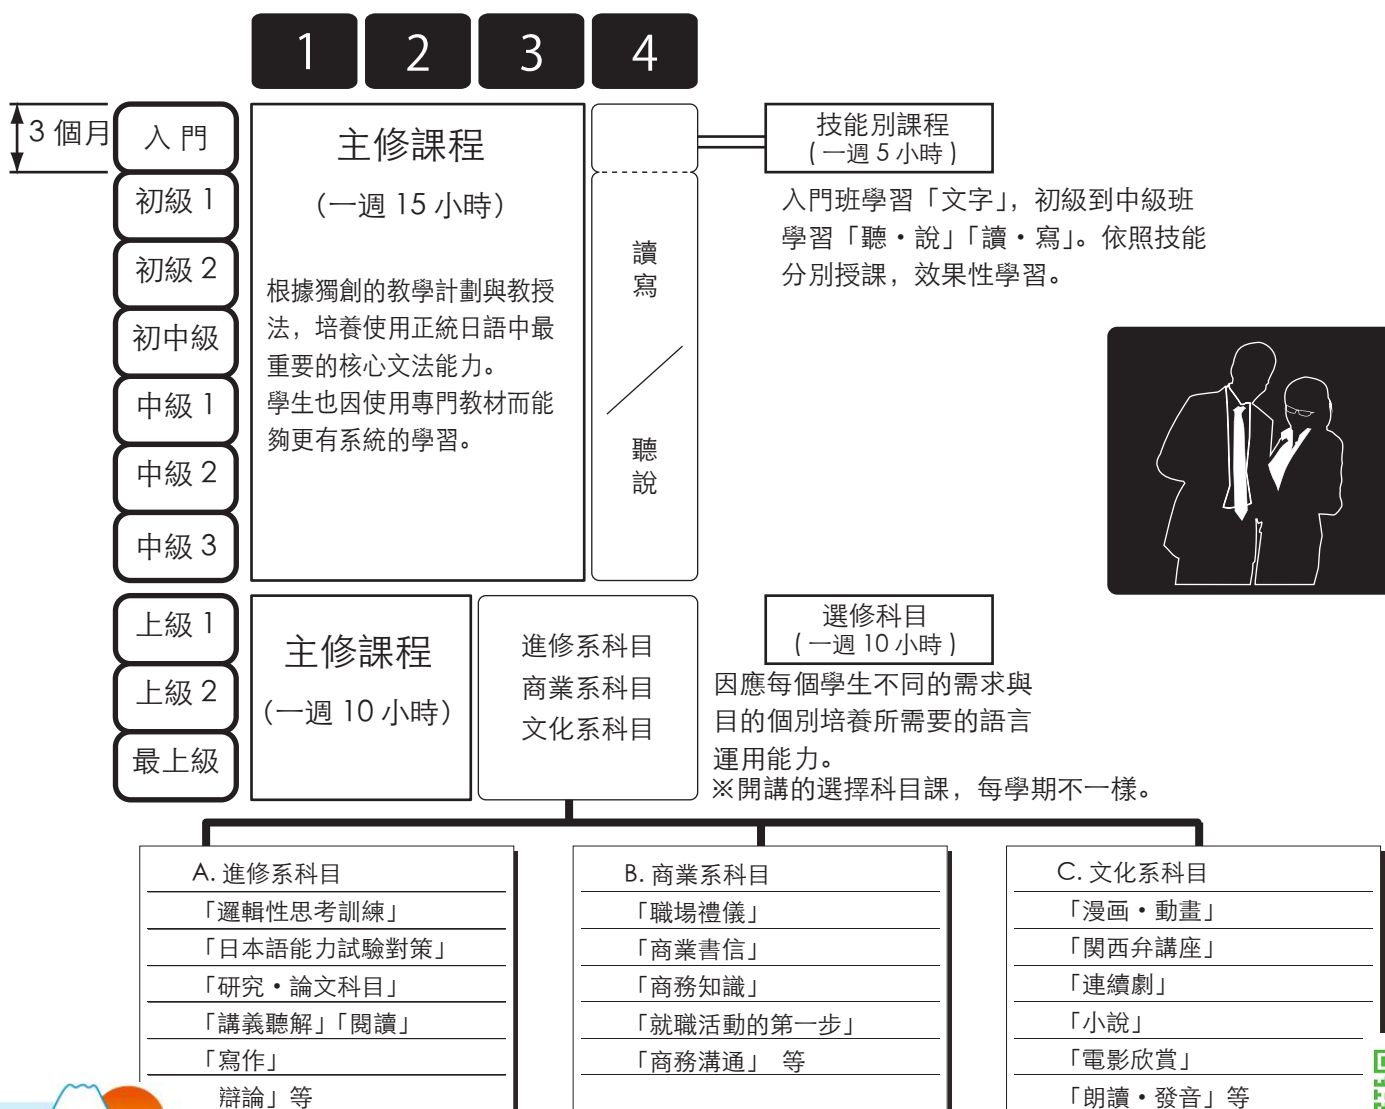 1 2 3 4
3 個月
入 門
初級 1
初級 2
初中級
中級 1
中級 2
中級 3
主修課程
（一週 15 小時）
根據獨創的教學計劃與教授
法，培養使用正統日語中最
重要的核心文法能力。
學生也因使用專門教材而能
夠更有系統的學習。
讀寫
／
聽說
技能別課程
( 一週 5 小時 )
入門班學習「文字」，初級到中級班
學習「聽・說」「讀・寫」。依照技能
分別授課，效果性學習。
上級 1
上級 2
最上級
主修課程
（一週 10 小時）
進修系科目
商業系科目
文化系科目
選修科目
( 一週 10 小時 )
因應每個學生不同的需求與
目的個別培養所需要的語言
運用能力。
※開講的選擇科目課，每學期不一樣。
A. 進修系科目
「邏輯性思考訓練」
「日本語能力試驗對策」
「研究・論文科目」
「講義聽解」「閱讀」
「寫作」
辯論」等
B. 商業系科目
「職場禮儀」
「商業書信」
「商務知識」
「就職活動的第一步」
「商務溝通」 等
C. 文化系科目
「漫画・動畫」
「関西弁講座」
「連續劇」
「小說」
「電影欣賞」
「朗讀・發音」等